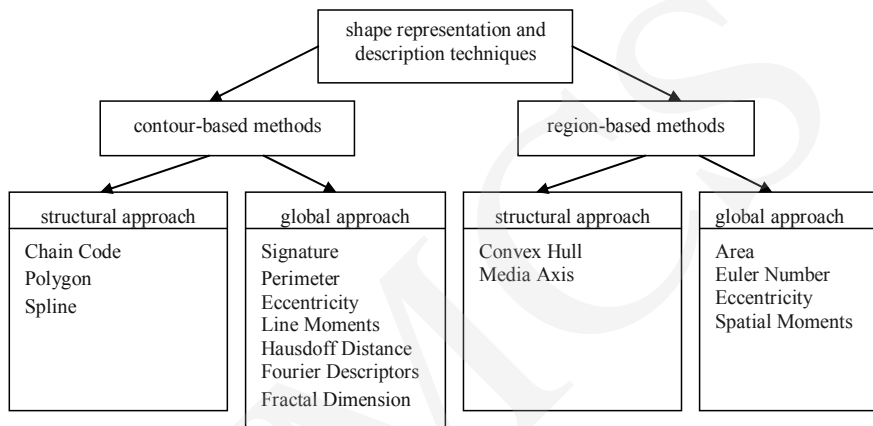 shape representation and
description techniques
contour-based methods
region-based methods
structural approach
Chain Code
Polygon
Spline
global approach
Signature
Perimeter
Eccentricity
Line Moments
Hausdoff Distance
Fourier Descriptors
Fractal Dimension
structural approach
Convex Hull
Media Axis
global approach
Area
Euler Number
Eccentricity
Spatial Moments